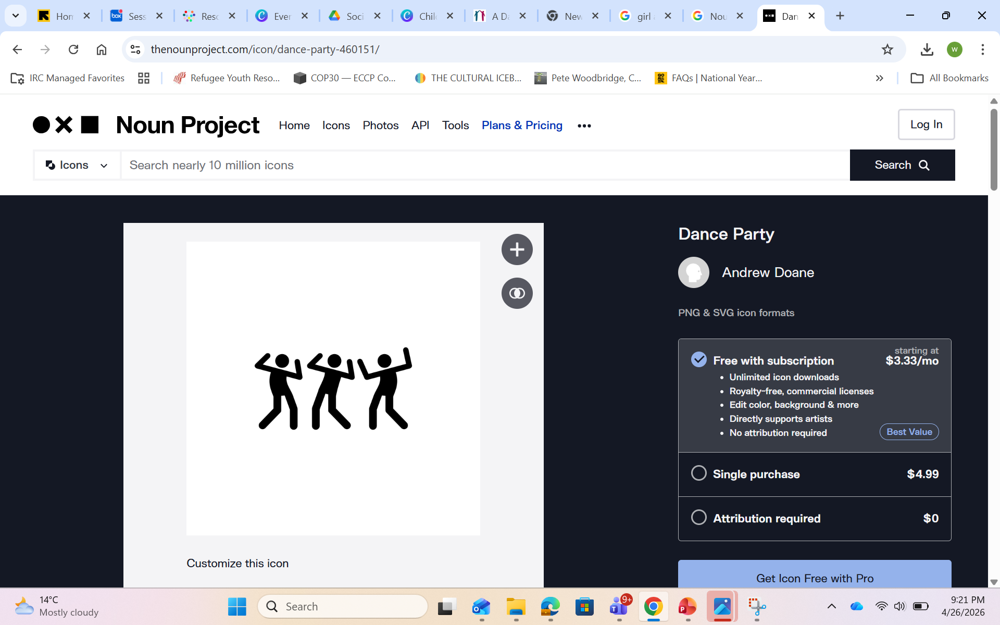 Hon
Sess
Resc
Ever
Soci
Chil
A Da
New
girl
Nou
Dan
thenounproject.com/icon/dance-party-460151/
W
IRC Managed Favorites
Refugee Youth Reso...
COP30 — ECCP Co...
THE CULTURAL ICEB...
Pete Woodbridge, C...
GO ALL IN.
FAQs | National Year...
All Bookmarks
Noun Project
Home
Icons
Photos
API
Tools
Plans & Pricing
Log In
Icons
Search nearly 10 million icons
Search
Dance Party
Andrew Doane
PNG & SVG icon formats
starting at
Free with subscription
$3.33/mo
• Unlimited icon downloads
• Royalty-free, commercial licenses
• Edit color, background & more
• Directly supports artists
• No attribution required
Best Value
Single purchase
$4.99
Attribution required
$0
Customize this icon
Get Icon Free with Pro
14°C
Mostly cloudy
Search
9+
9:21 PM
4/26/2026